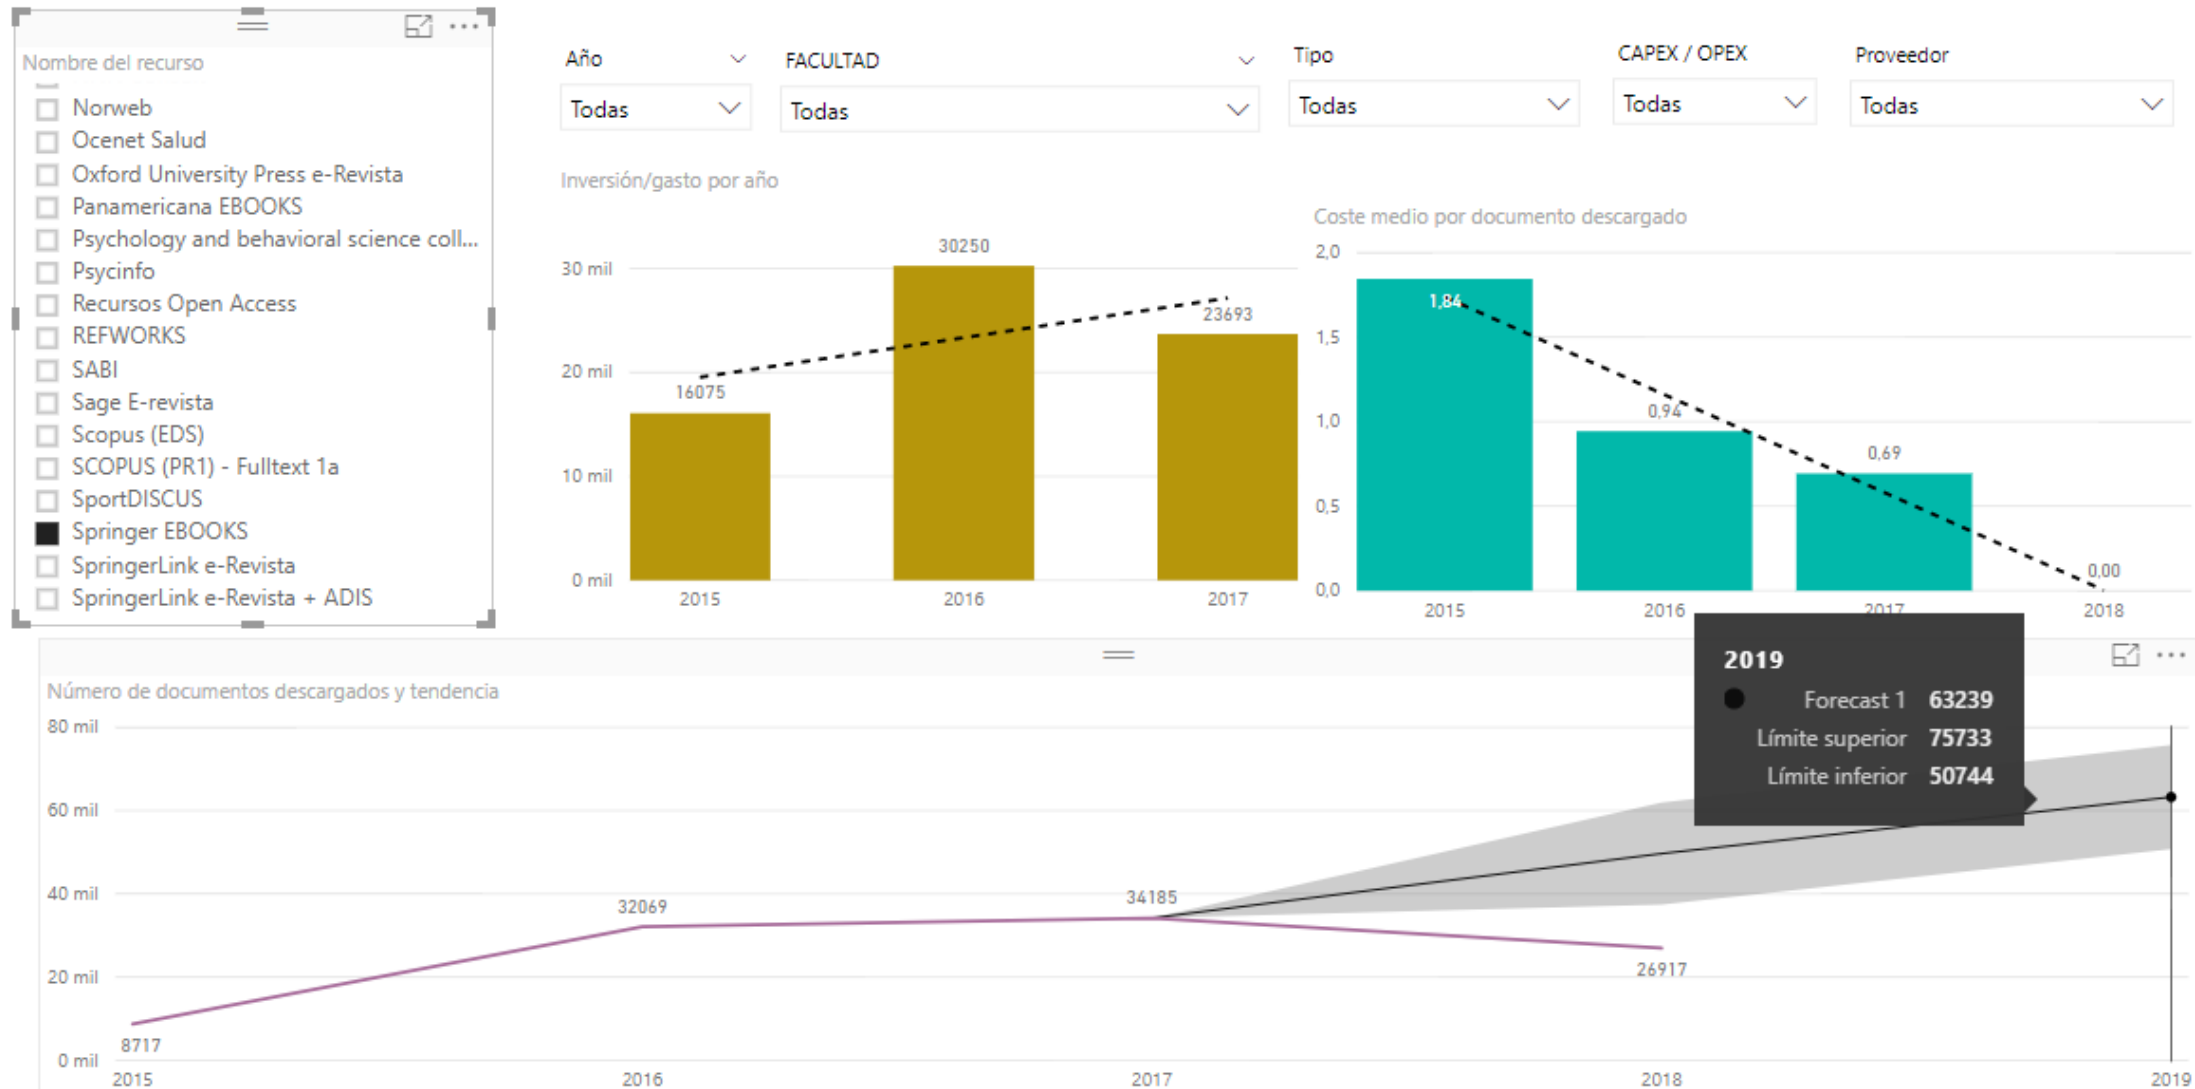 Nombre del recurso
Norweb
Ocenet Salud
Oxford University Press e-Revista
Panamericana EBOOKS
Psychology and behavioral science coll...
Psycinfo
Recursos Open Access
REFWORKS
SABI
Sage E-revista
Scopus (EDS)
SCOPUS (PR1) - Fulltext 1a
SportDISCUS
Springer EBOOKS
SpringerLink e-Revista
SpringerLink e-Revista + ADIS
Año
Todas
FACULTAD
Todas
Tipo
Todas
CAPEX / OPEX
Todas
Proveedor
Todas
Inversión/gasto por año
30 mil
20 mil
10 mil
0 mil
16075
30250
23693
2015
2016
2017
Coste medio por documento descargado
2,0
1,5
1,0
0,5
0,0
1,84
0,94
0,69
0,00
2015
2016
2017
2018
Número de documentos descargados y tendencia
80 mil
60 mil
40 mil
20 mil
0 mil
8717
32069
34185
26917
2015
2016
2017
2018
2019
2019
Forecast 1 63239
Límite superior 75733
Límite inferior 50744